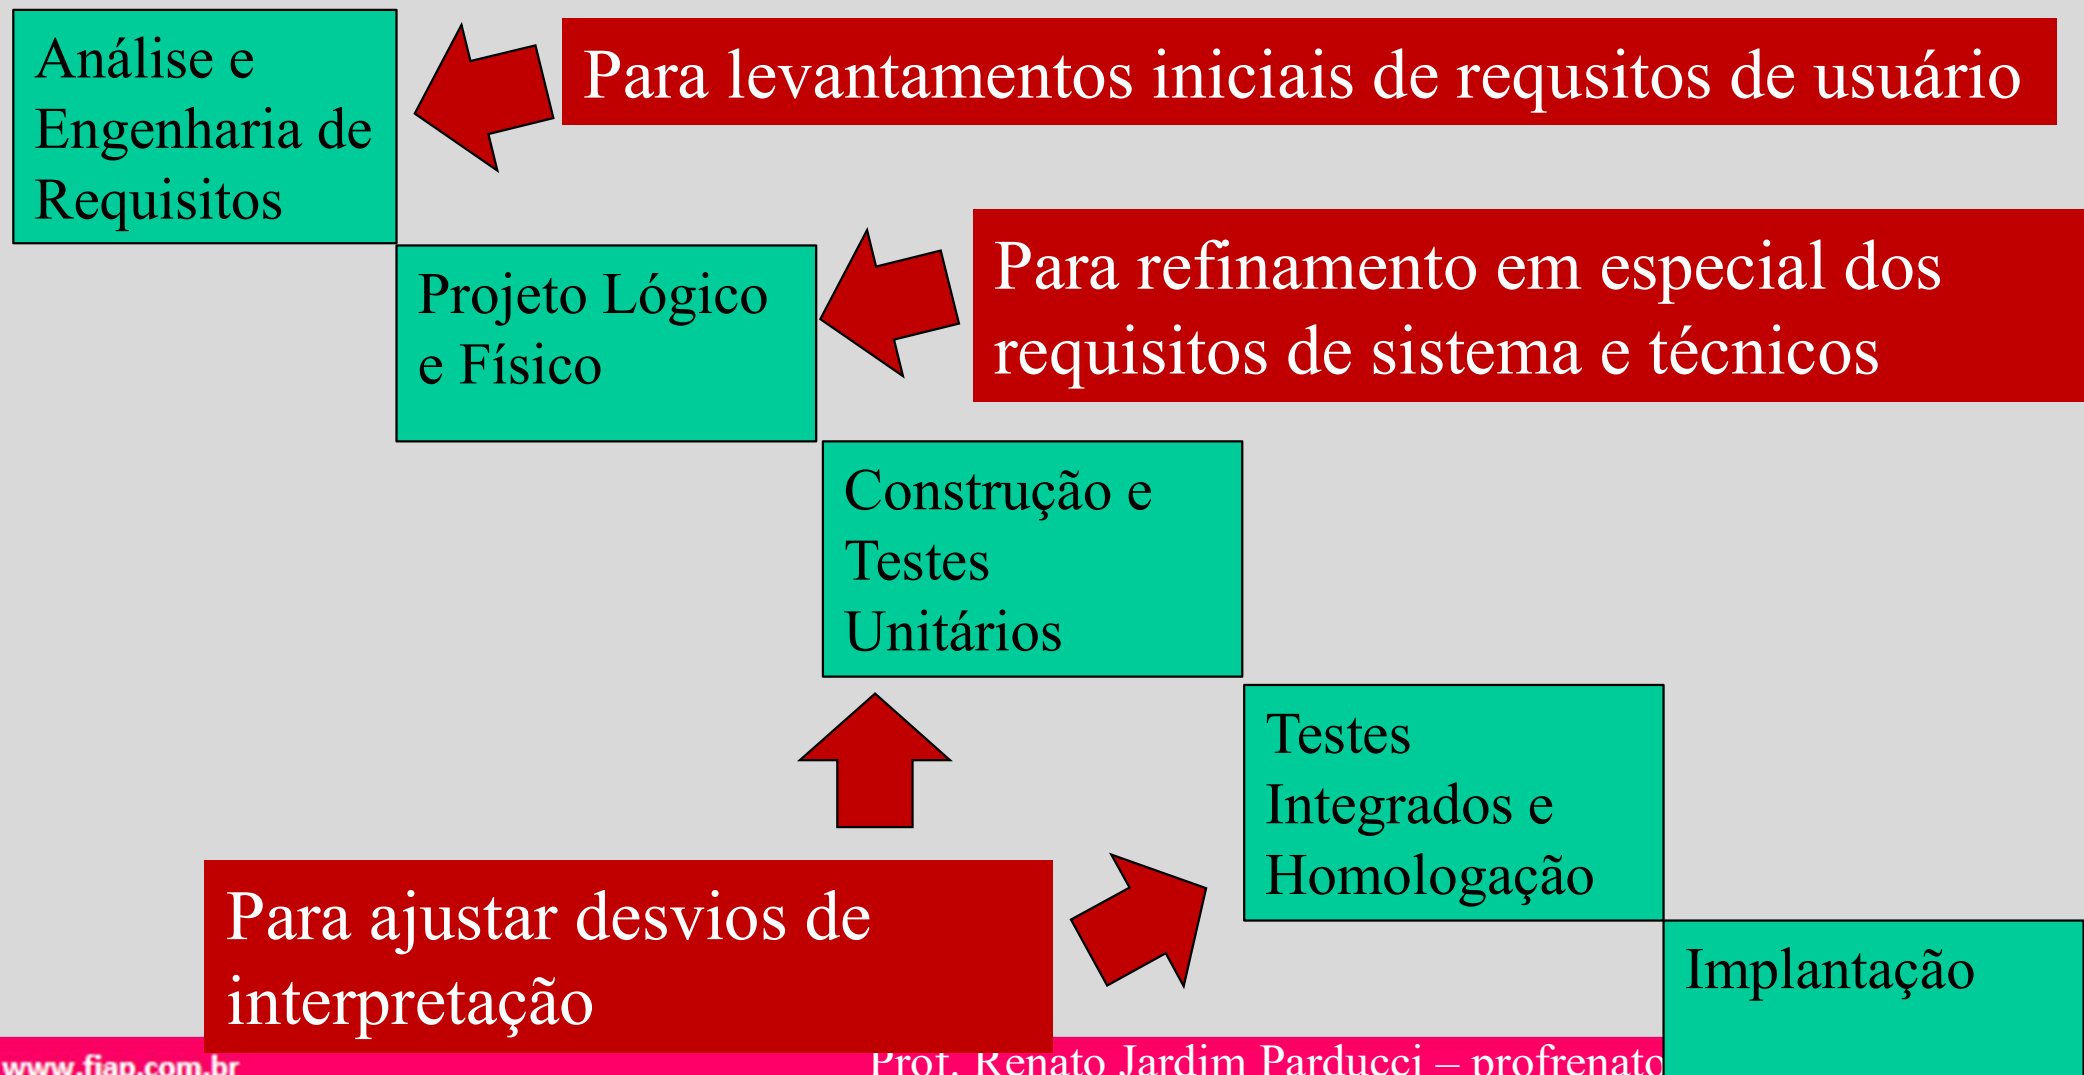 Análise e
Engenharia de
Requisitos
Para levantamentos iniciais de requsitos de usuário
Projeto Lógico
e Físico
Para refinamento em especial dos
requisitos de sistema e técnicos
Construção e
Testes
Unitários
Testes
Integrados e
Homologação
Para ajustar desvios de
interpretação
Implantação
www.fiap.com.br
Prof. Renato Jardim Parducci – profrenato